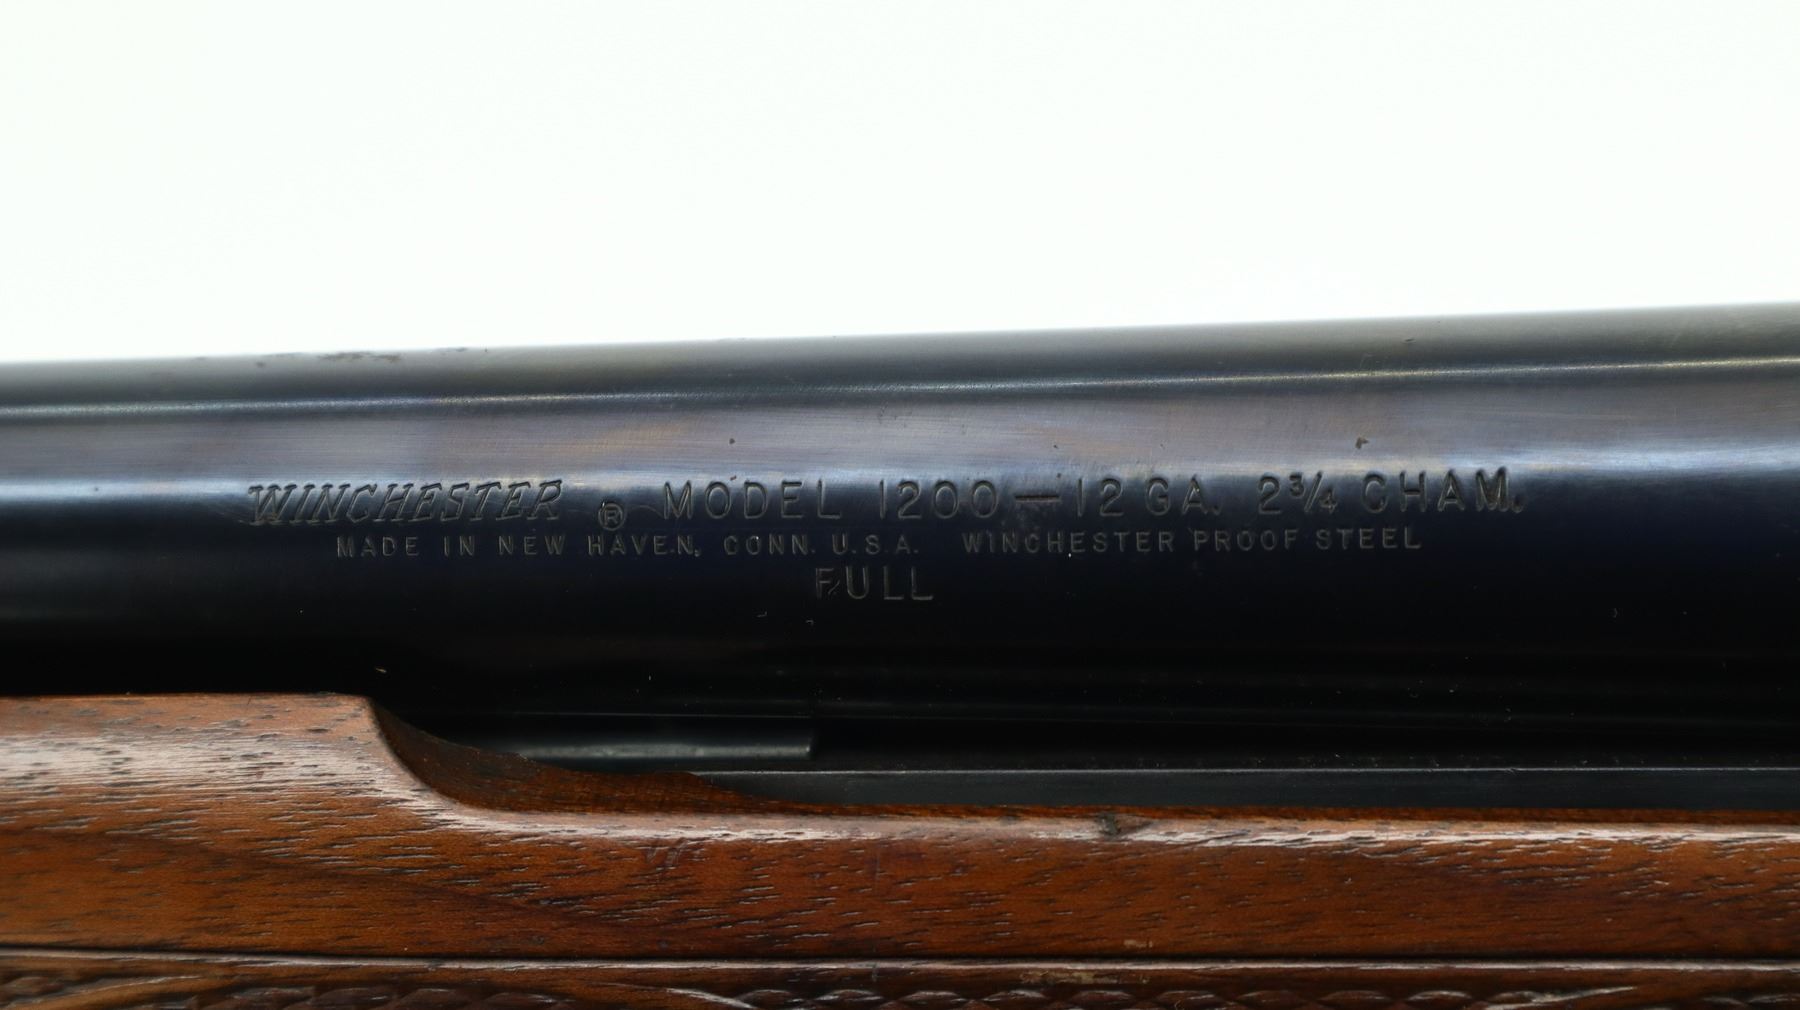 WINCHESTER ® MODEL 1200—12 GA. 2¾ CHAM.
MADE IN NEW HAVEN, CONN. U.S.A. WINCHESTER PROOF STEEL
FULL